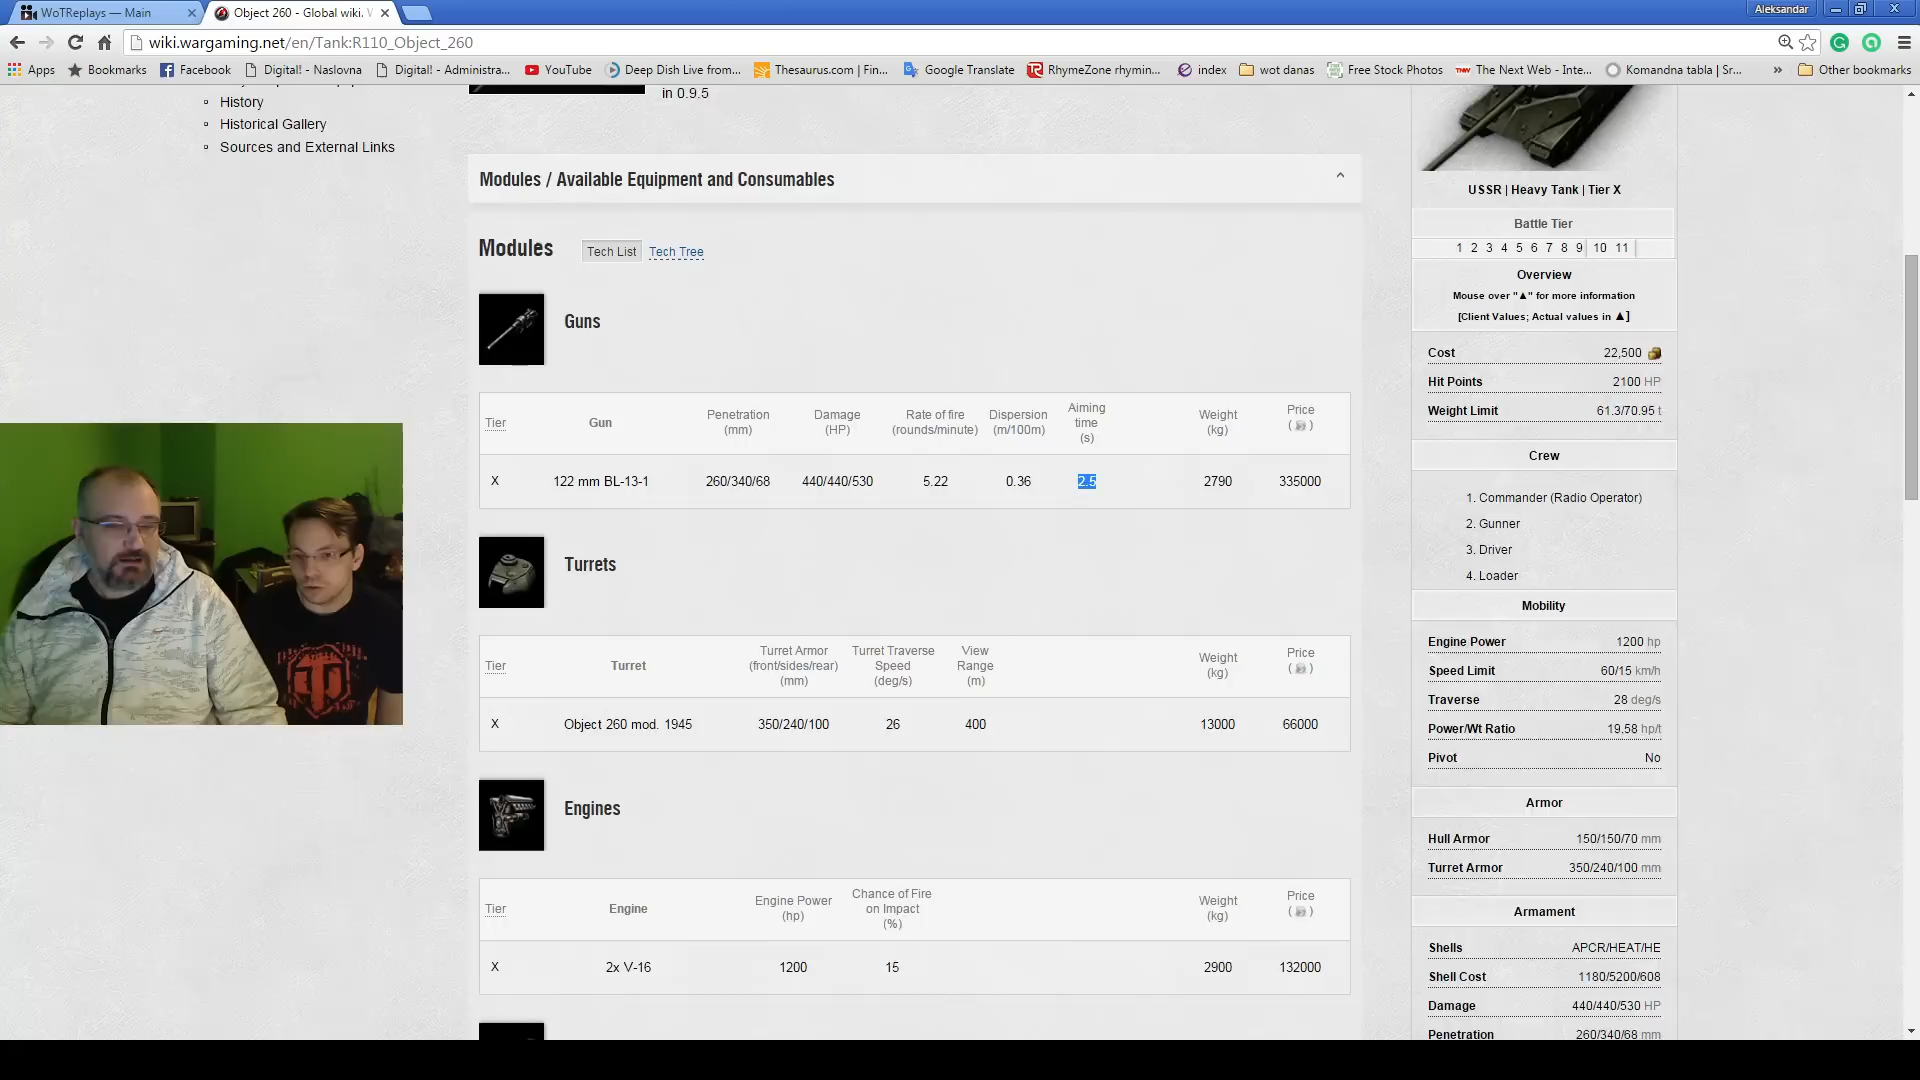 WoTReplays — Main
Object 260 - Global wiki. W
Aleksandar
wiki.wargaming.net/en/Tank:R110_Object_260
Apps
Bookmarks
Facebook
Digital! - Naslovna
Digital! - Administra...
YouTube
Deep Dish Live from...
Thesaurus.com | Fin...
Google Translate
RhymeZone rhymin...
index
wot danas
Free Stock Photos
The Next Web - Inte...
Komandna tabla | Sr...
»
Other bookmarks
History
Historical Gallery
Sources and External Links
in 0.9.5
Modules / Available Equipment and Consumables
Modules
Tech List
Tech Tree
Guns
Tier
Gun
Penetration
(mm)
Damage
(HP)
Rate of fire
(rounds/minute)
Dispersion
(m/100m)
Aiming
time
(s)
Weight
(kg)
Price
( )
X 122 mm BL-13-1 260/340/68 440/440/530 5.22 0.36 2.5 2790 335000
Turrets
Tier
Turret
Turret Armor
(front/sides/rear)
(mm)
Turret Traverse
Speed
(deg/s)
View
Range
(m)
Weight
(kg)
Price
( )
X Object 260 mod. 1945 350/240/100 26 400 13000 66000
Engines
Tier
Engine
Engine Power
(hp)
Chance of Fire
on Impact
(%)
Weight
(kg)
Price
( )
X 2x V-16 1200 15 2900 132000
USSR | Heavy Tank | Tier X
Battle Tier
1 2 3 4 5 6 7 8 9 10 11
Overview
Mouse over "▲" for more information
[Client Values; Actual values in ▲]
Cost 22,500
Hit Points 2100 HP
Weight Limit 61.3/70.95 t
Crew
1. Commander (Radio Operator)
2. Gunner
3. Driver
4. Loader
Mobility
Engine Power 1200 hp
Speed Limit 60/15 km/h
Traverse 28 deg/s
Power/Wt Ratio 19.58 hp/t
Pivot No
Armor
Hull Armor 150/150/70 mm
Turret Armor 350/240/100 mm
Armament
Shells APCR/HEAT/HE
Shell Cost 1180/5200/608
Damage 440/440/530 HP
Penetration 260/340/68 mm